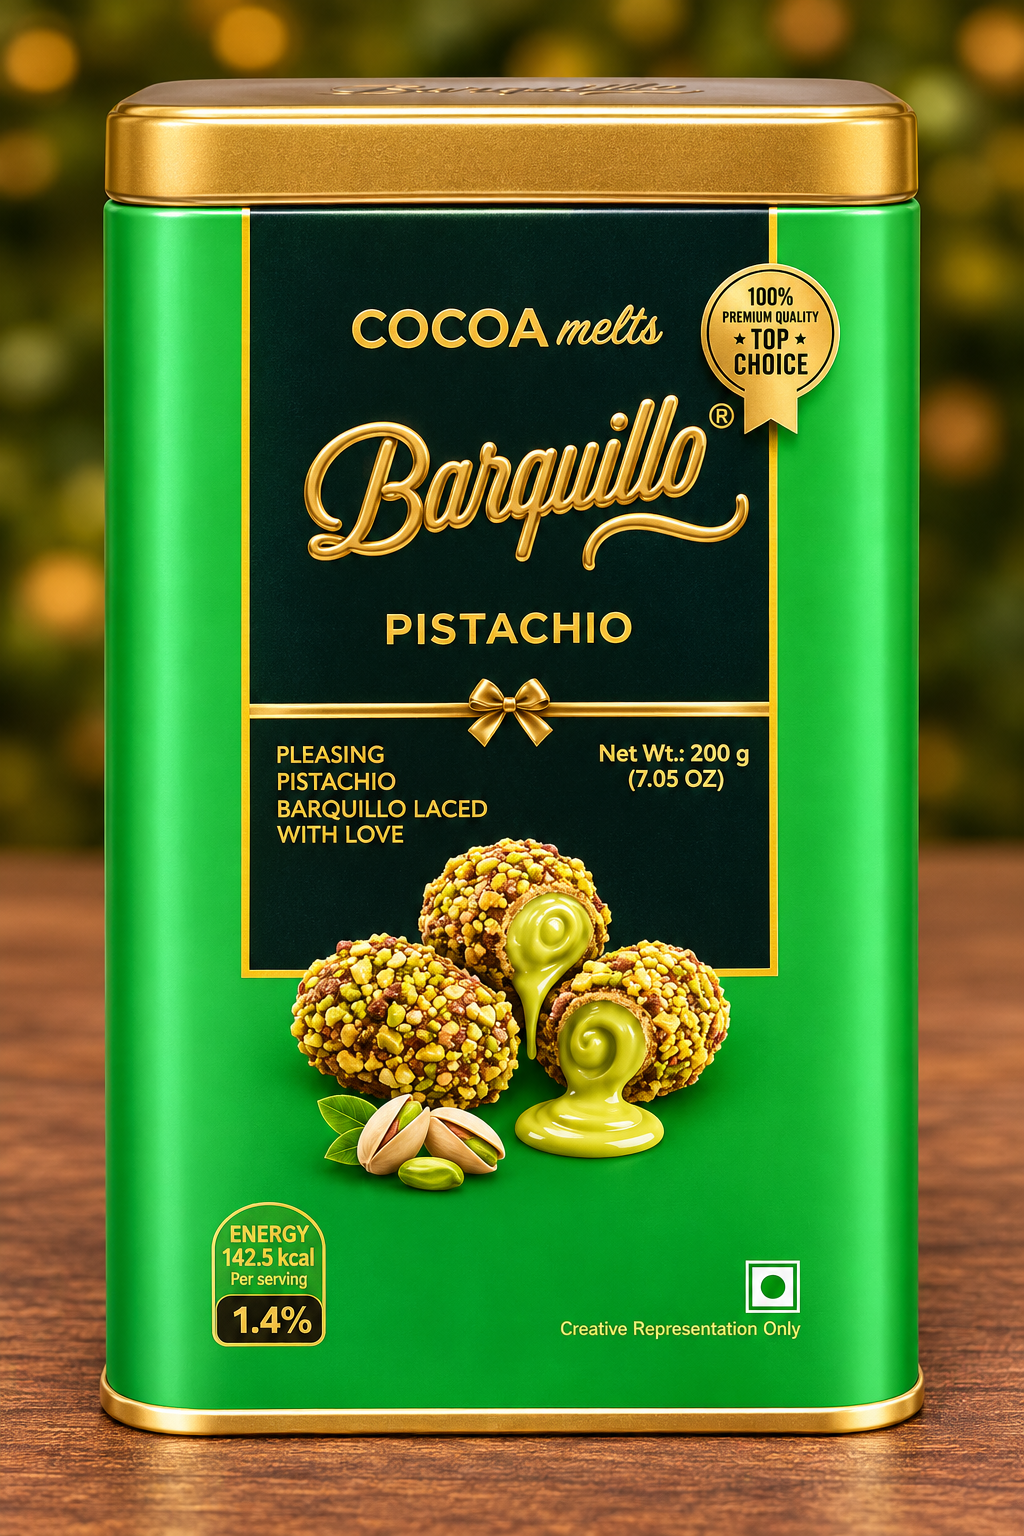 Barquillo
COCOA melts
100%
PREMIUM QUALITY
★ TOP ★
CHOICE
Barquillo®
PISTACHIO
PLEASING
PISTACHIO
BARQUILLO LACED
WITH LOVE
Net Wt.: 200 g
(7.05 OZ)
ENERGY
142.5 kcal
Per serving
1.4%
Creative Representation Only